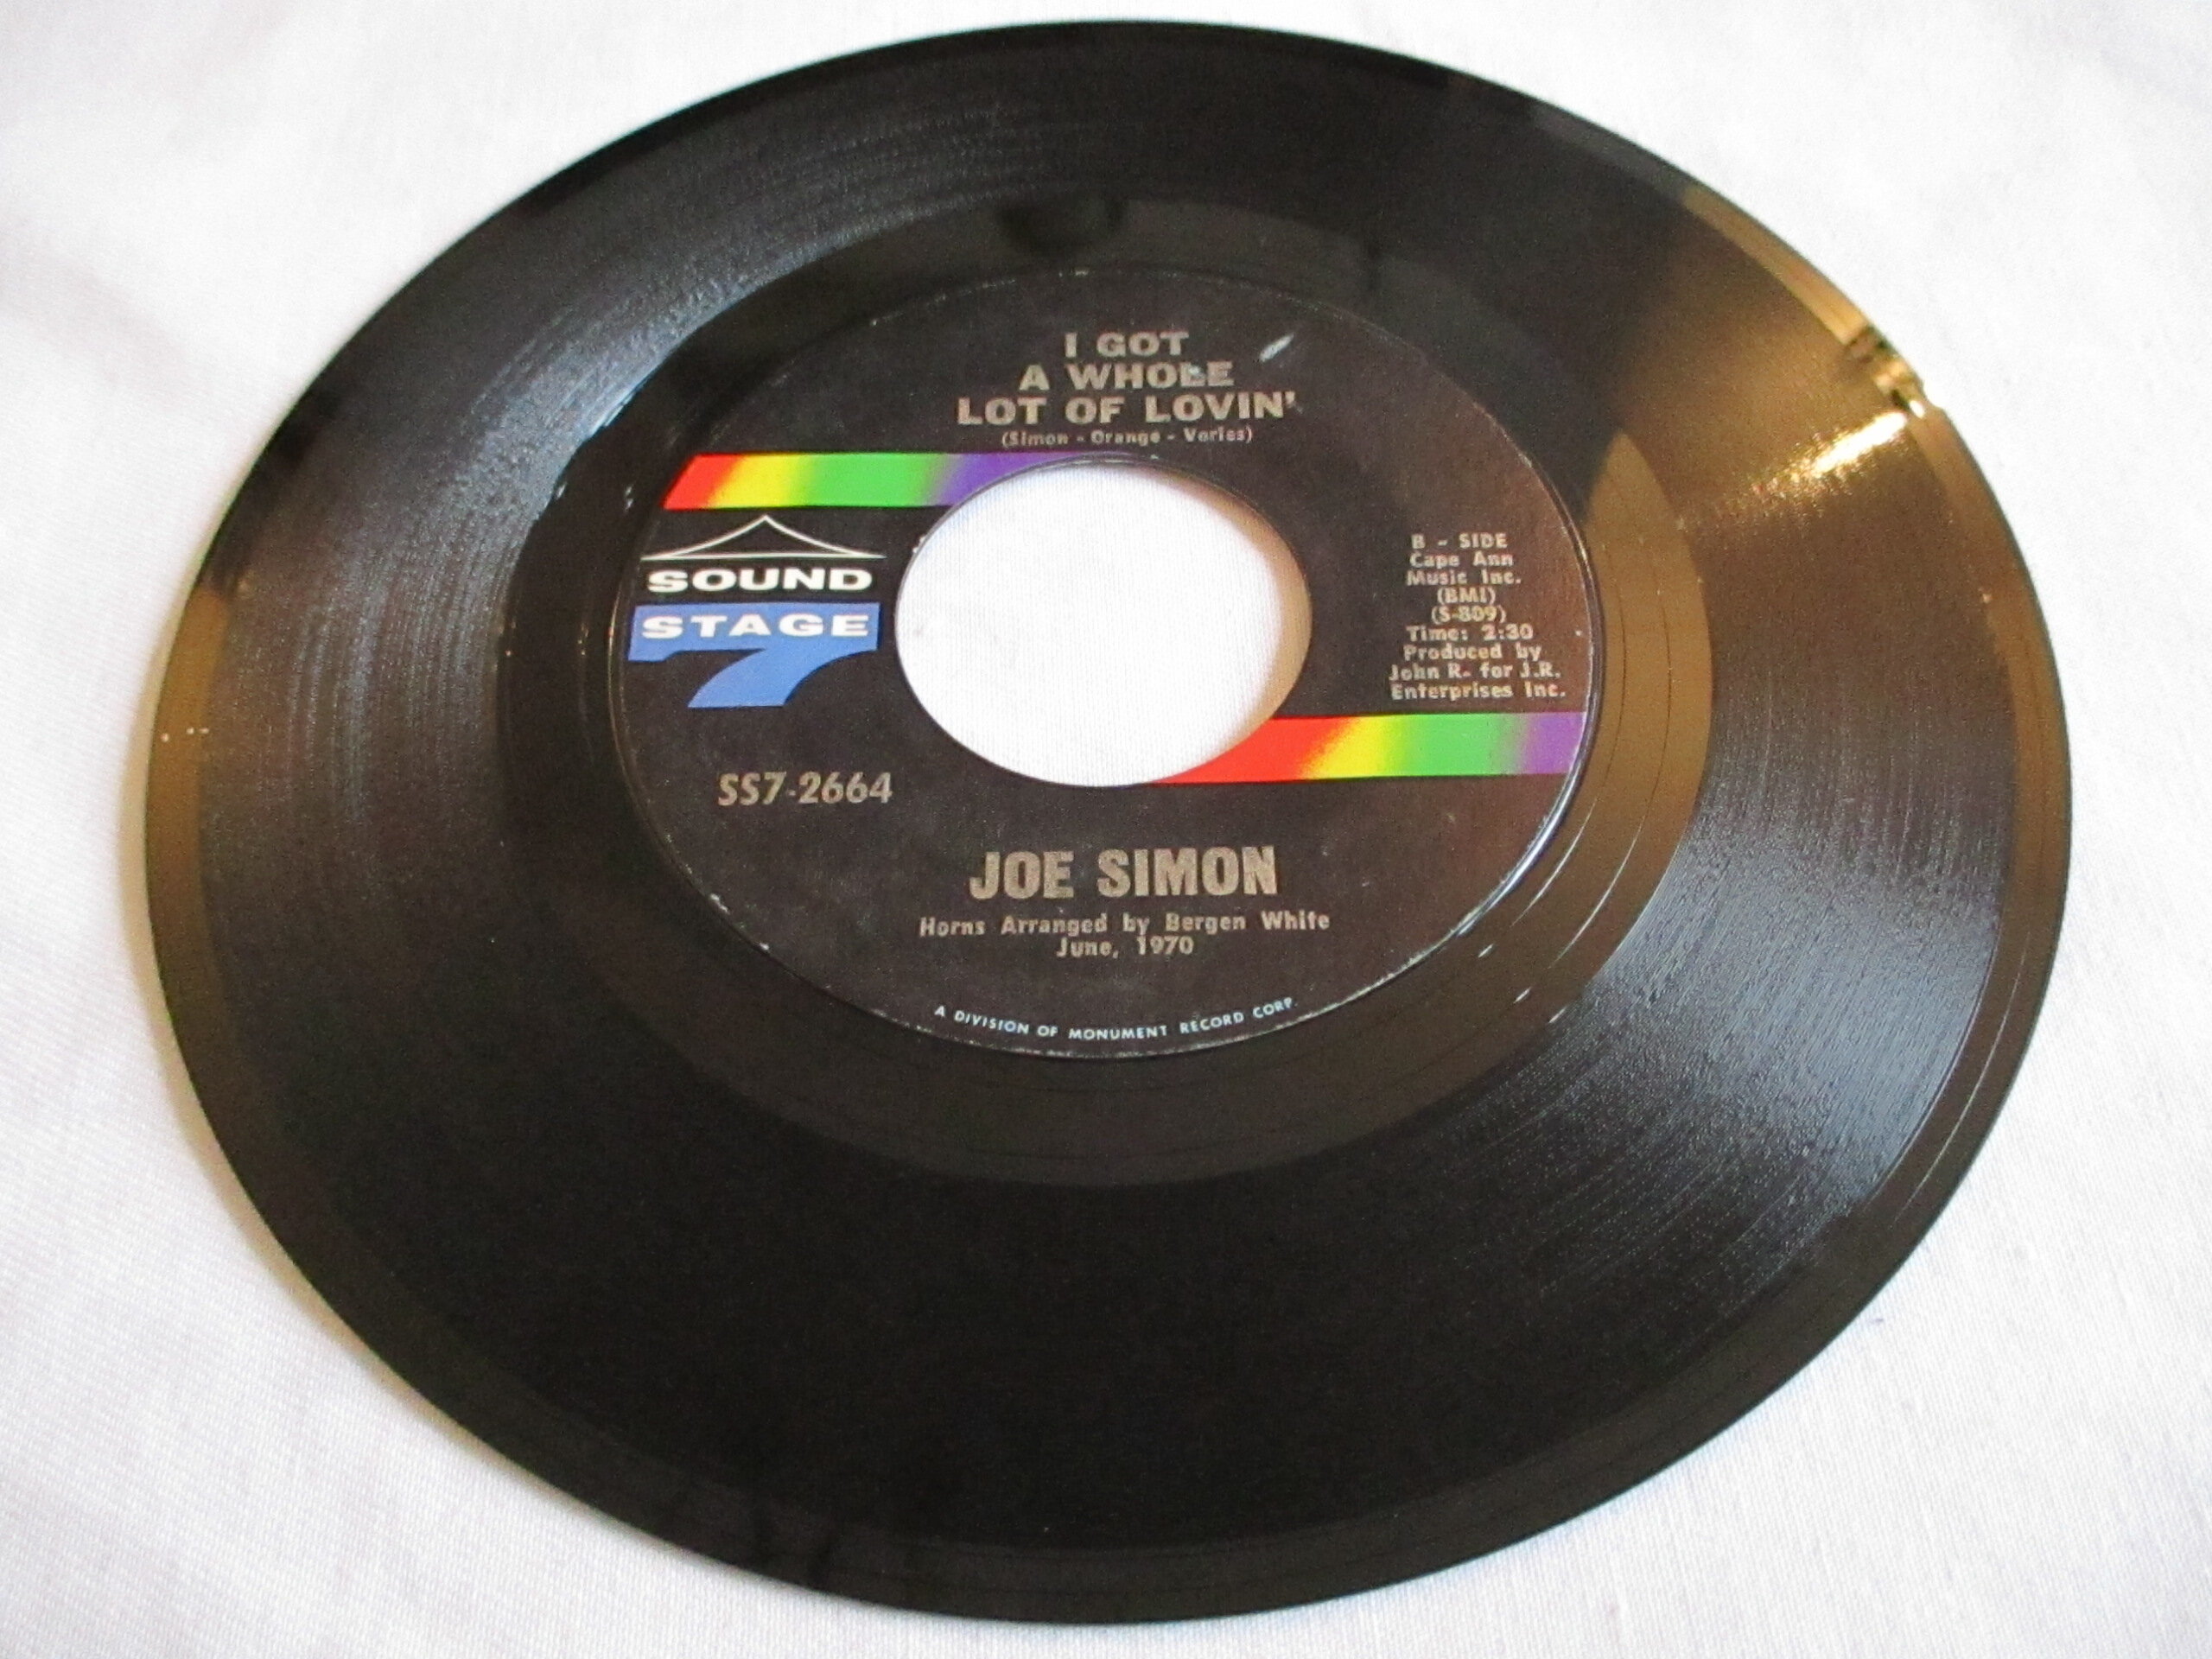 I GOT
A WHOLE
LOT OF LOVIN'
(Simon - Orange - Varies)
SOUND
STAGE
7
B - SIDE
Cape Ann
Music Inc.
(BMI)
(S-809)
Time: 2:30
Produced by
John R. for J.R.
Enterprises Inc.
SS7-2664
JOE SIMON
Horns Arranged by Bergen White
June, 1970
A DIVISION OF MONUMENT RECORD CORP.